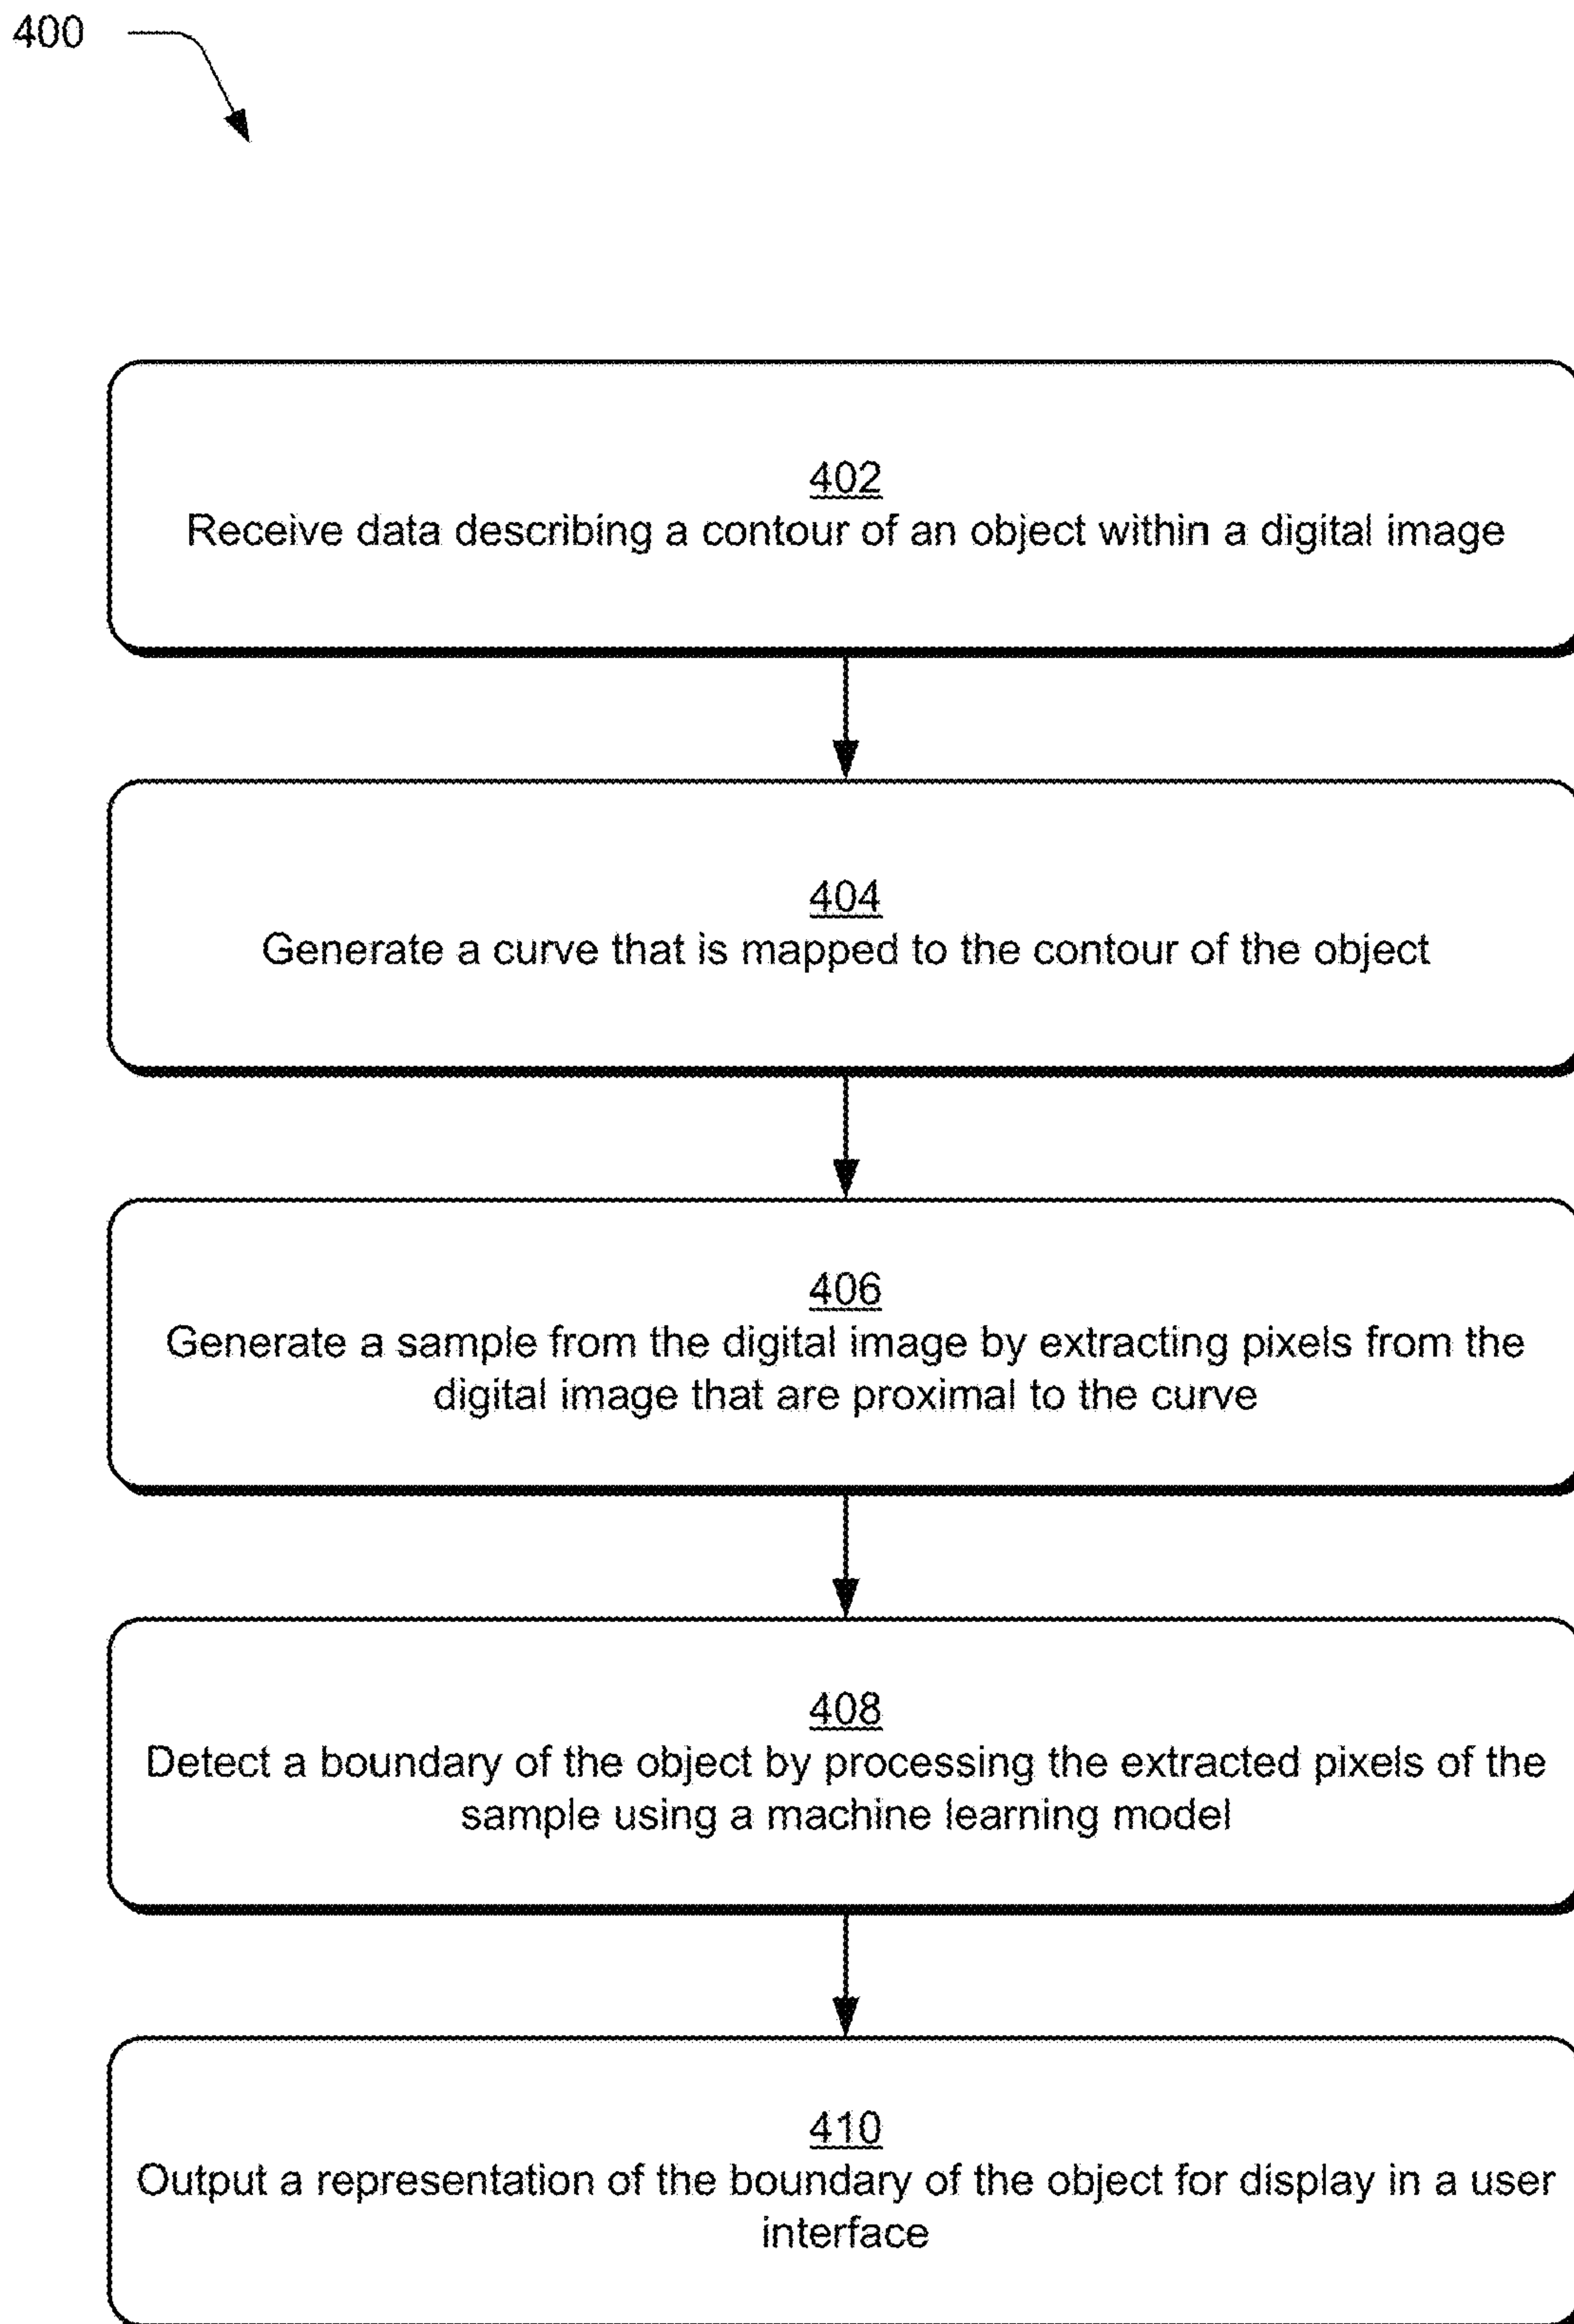 400
402
Receive data describing a contour of an object within a digital image
404
Generate a curve that is mapped to the contour of the object
406
Generate a sample from the digital image by extracting pixels from the
digital image that are proximal to the curve
408
Detect a boundary of the object by processing the extracted pixels of the
sample using a machine learning model
410
Output a representation of the boundary of the object for display in a user
interface